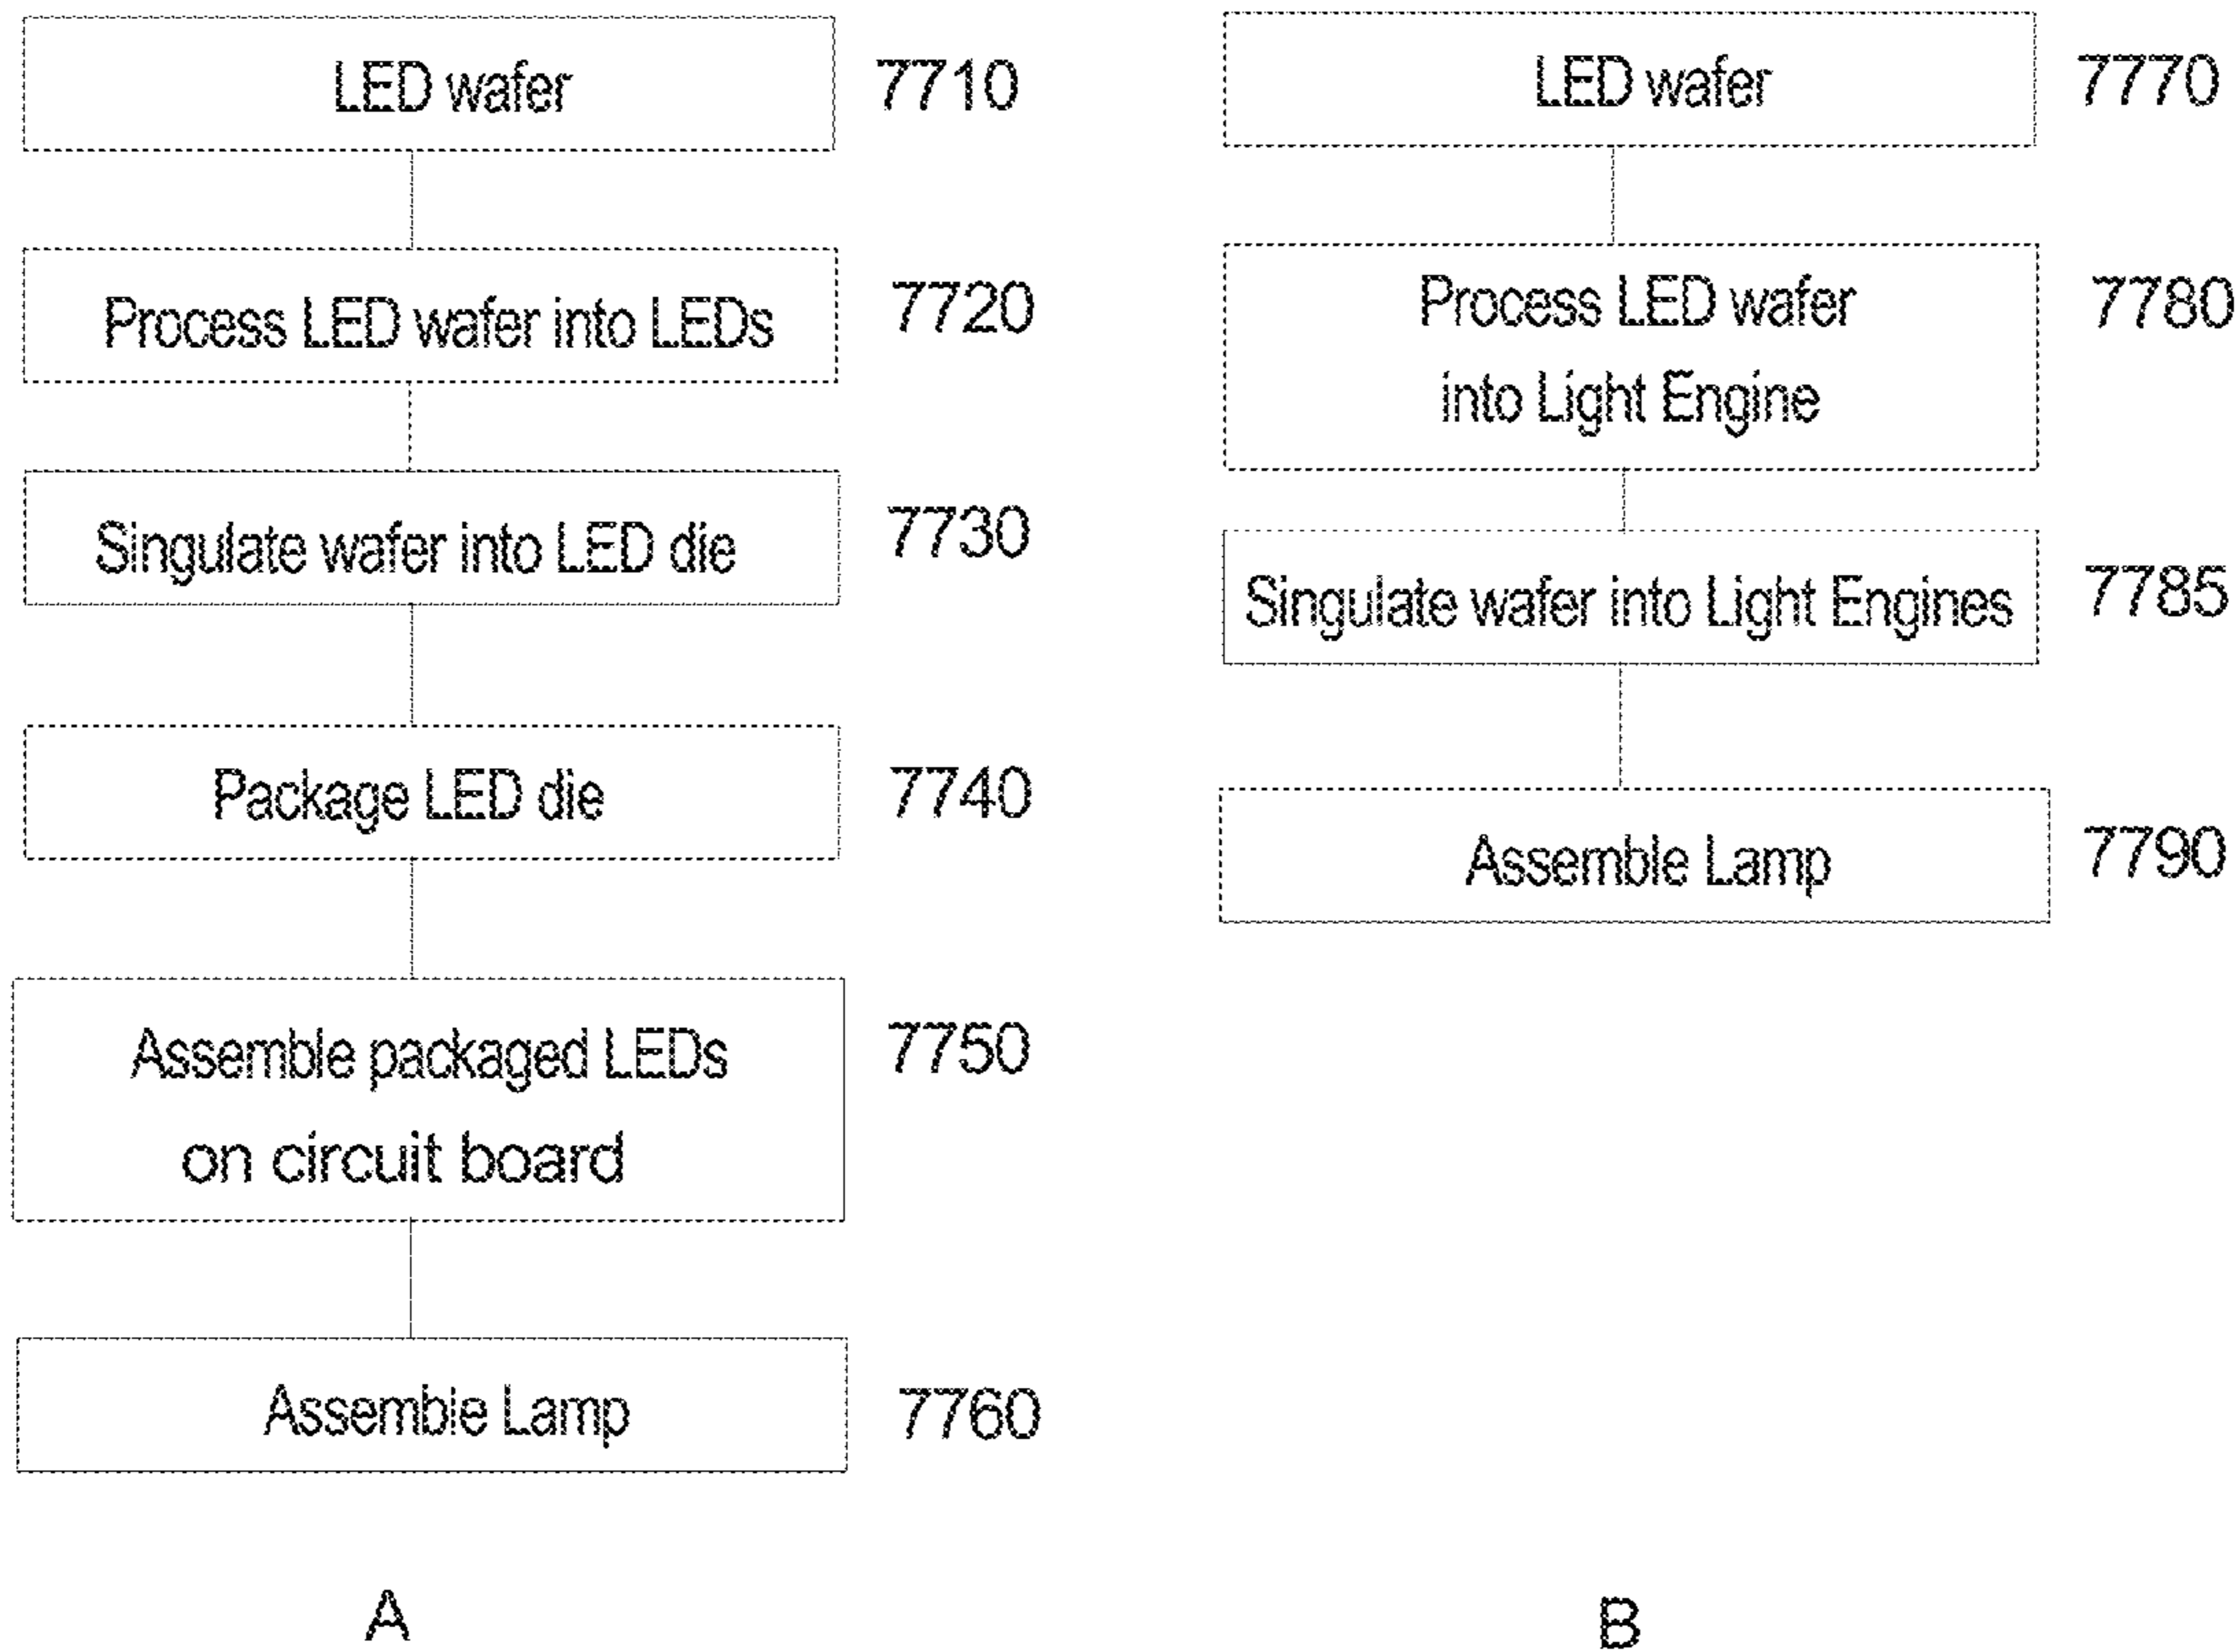 LED wafer
7710
Process LED wafer into LEDs
7720
Singulate wafer into LED die
7730
Package LED die
7740
Assemble packaged LEDs
on circuit board
7750
Assemble Lamp
7760
A
LED wafer
7770
Process LED wafer
into Light Engine
7780
Singulate wafer into Light Engines
7785
Assemble Lamp
7790
B